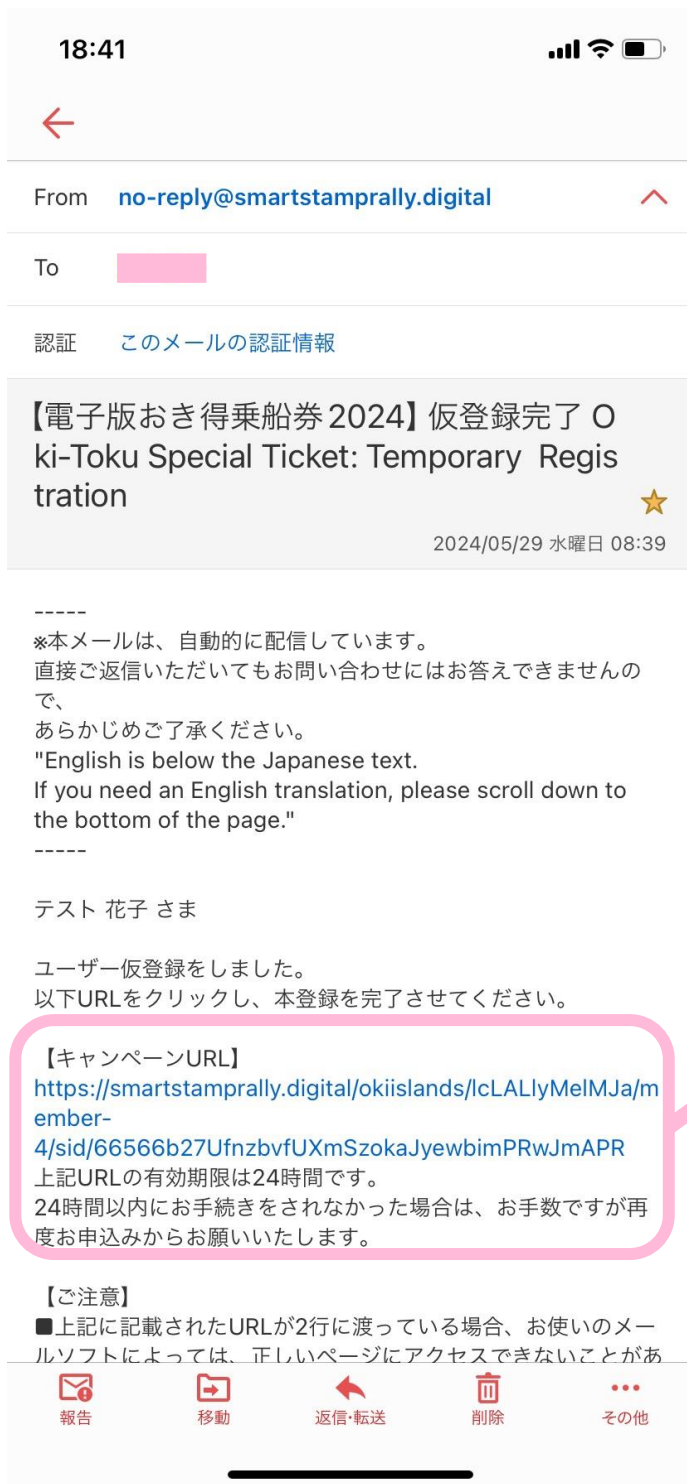 18:41
From no-reply@smartstamprally.digital
To
認証 このメールの認証情報
【電子版おき得乗船券2024】仮登録完了 O
ki-Toku Special Ticket: Temporary Regis
tration
2024/05/29 水曜日 08:39
-----
※本メールは、自動的に配信しています。
直接ご返信いただいてもお問い合わせにはお答えできませんの
で、
あらかじめご了承ください。
"English is below the Japanese text.
If you need an English translation, please scroll down to
the bottom of the page."
-----
テスト 花子 さま
ユーザー仮登録をしました。
以下URLをクリックし、本登録を完了させてください。
【キャンペーンURL】
https://smartstamprally.digital/okiislands/lcLALlyMelMJa/m
ember-
4/sid/66566b27UfnzbvfUXmSzokaJyewbimPRwJmAPR
上記URLの有効期限は24時間です。
24時間以内にお手続きをされなかった場合は、お手数ですが再
度お申込みからお願いいたします。
【ご注意】
■上記に記載されたURLが2行に渡っている場合、お使いのメー
ルソフトによっては、正しいページにアクセスできないことがあ
報告 移動 返信・転送 削除 その他